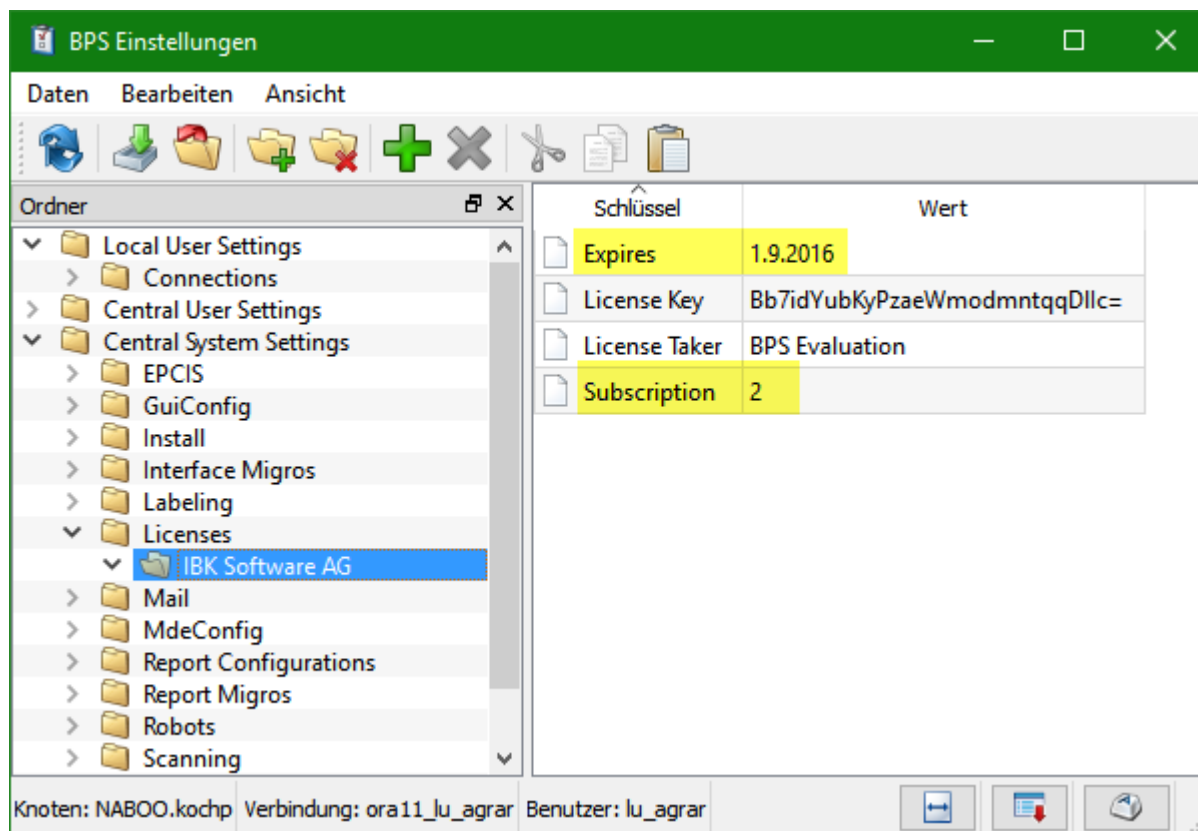 BPS Einstellungen
Daten Bearbeiten Ansicht
Ordner
Schlüssel Wert
Local User Settings
Connections
Central User Settings
Central System Settings
EPCIS
GuiConfig
Install
Interface Migros
Labeling
Licenses
IBK Software AG
Mail
MdeConfig
Report Configurations
Report Migros
Robots
Scanning
Expires 1.9.2016
License Key Bb7idYubKyPzaeWmodmntqqDllc=
License Taker BPS Evaluation
Subscription 2
Knoten: NABOO.kochp Verbindung: ora11_lu_agrar Benutzer: lu_agrar